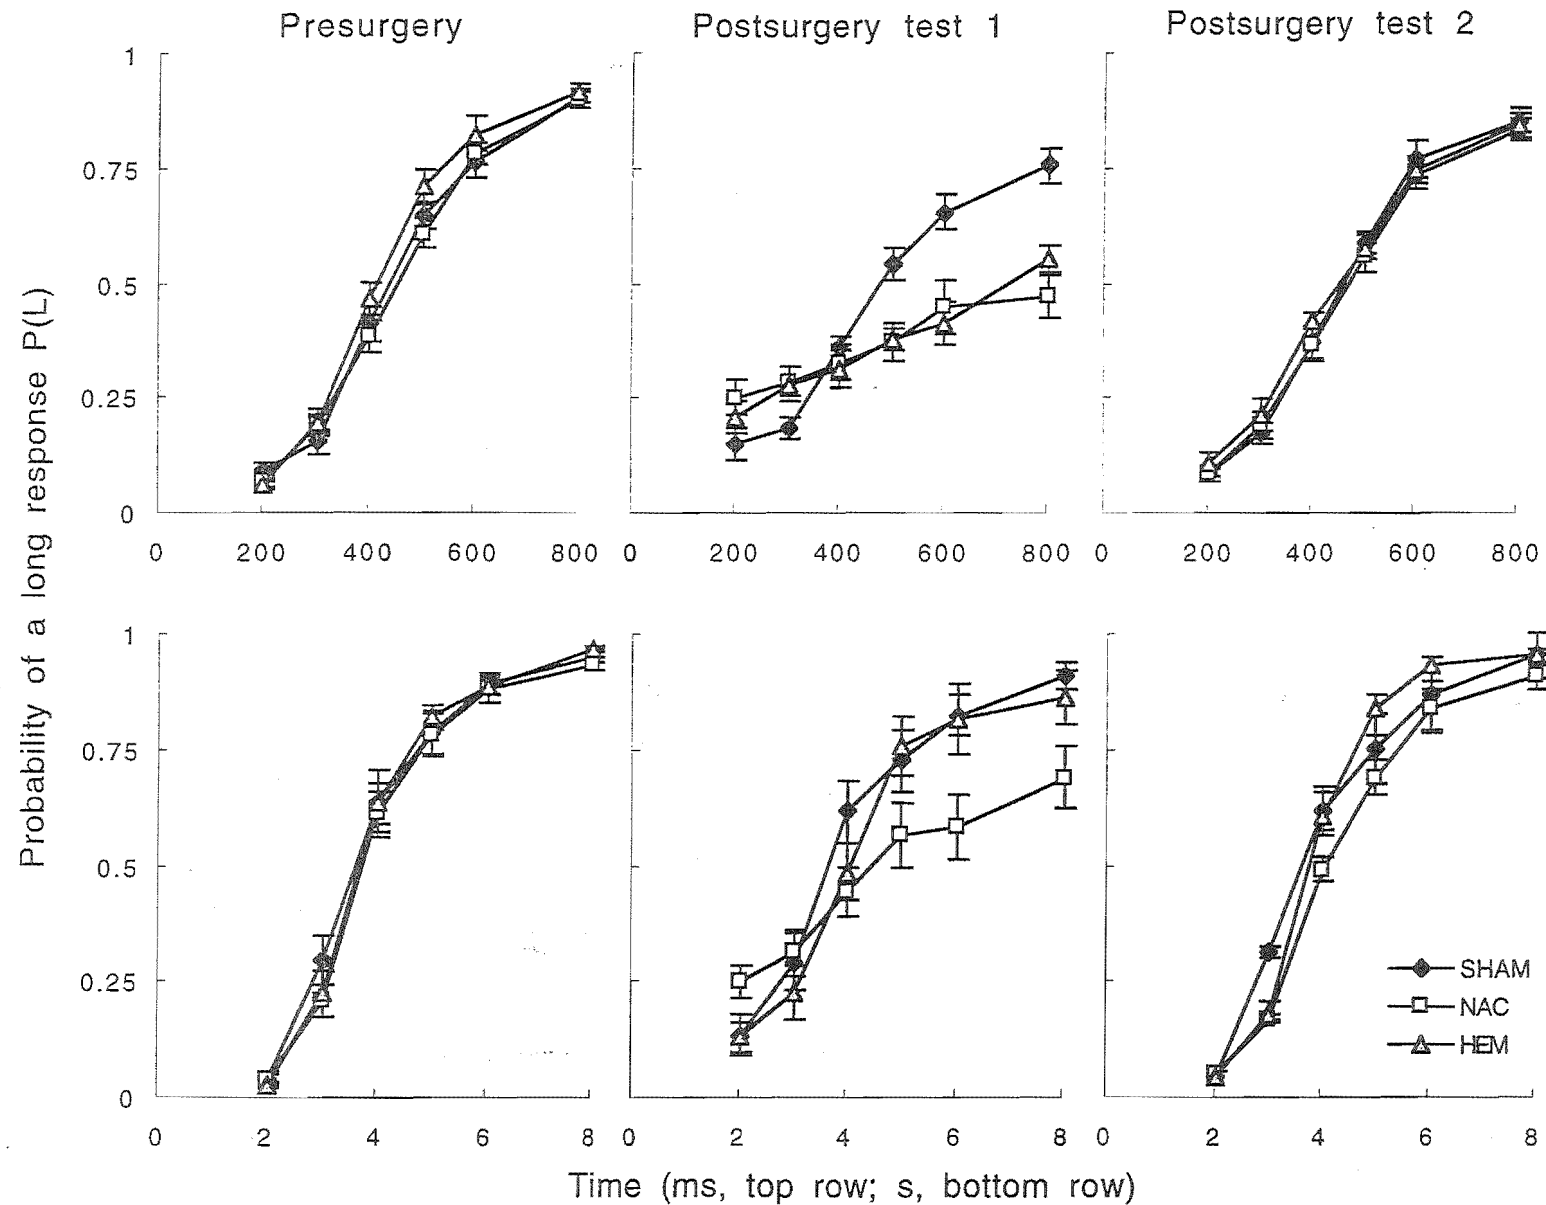 Presurgery
Postsurgery test 1
Postsurgery test 2
Probability of a long response P(L)
1
0.75
0.5
0.25
0
0 200 400 600 800 0 200 400 600 800 0 200 400 600 800
1
0.75
0.5
0.25
0
0 2 4 6 8 0 2 4 6 8 0 2 4 6 8
SHAM
NAC
HEM
Time (ms, top row; s, bottom row)